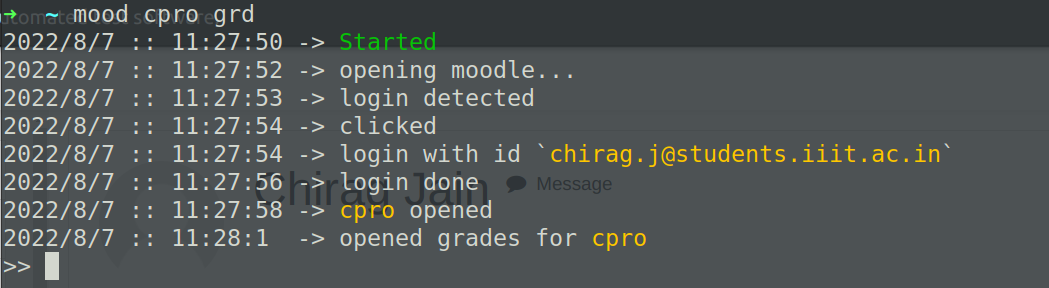 ➜ ~ mood cpro grd
automated test software
2022/8/7 :: 11:27:50 -> Started
2022/8/7 :: 11:27:52 -> opening moodle...
2022/8/7 :: 11:27:53 -> login detected
2022/8/7 :: 11:27:54 -> clicked
2022/8/7 :: 11:27:54 -> login with id `chirag.j@students.iiit.ac.in`
2022/8/7 :: 11:27:56 -> login done
Chirag Jain Message
2022/8/7 :: 11:27:58 -> cpro opened
2022/8/7 :: 11:28:1  -> opened grades for cpro
>>